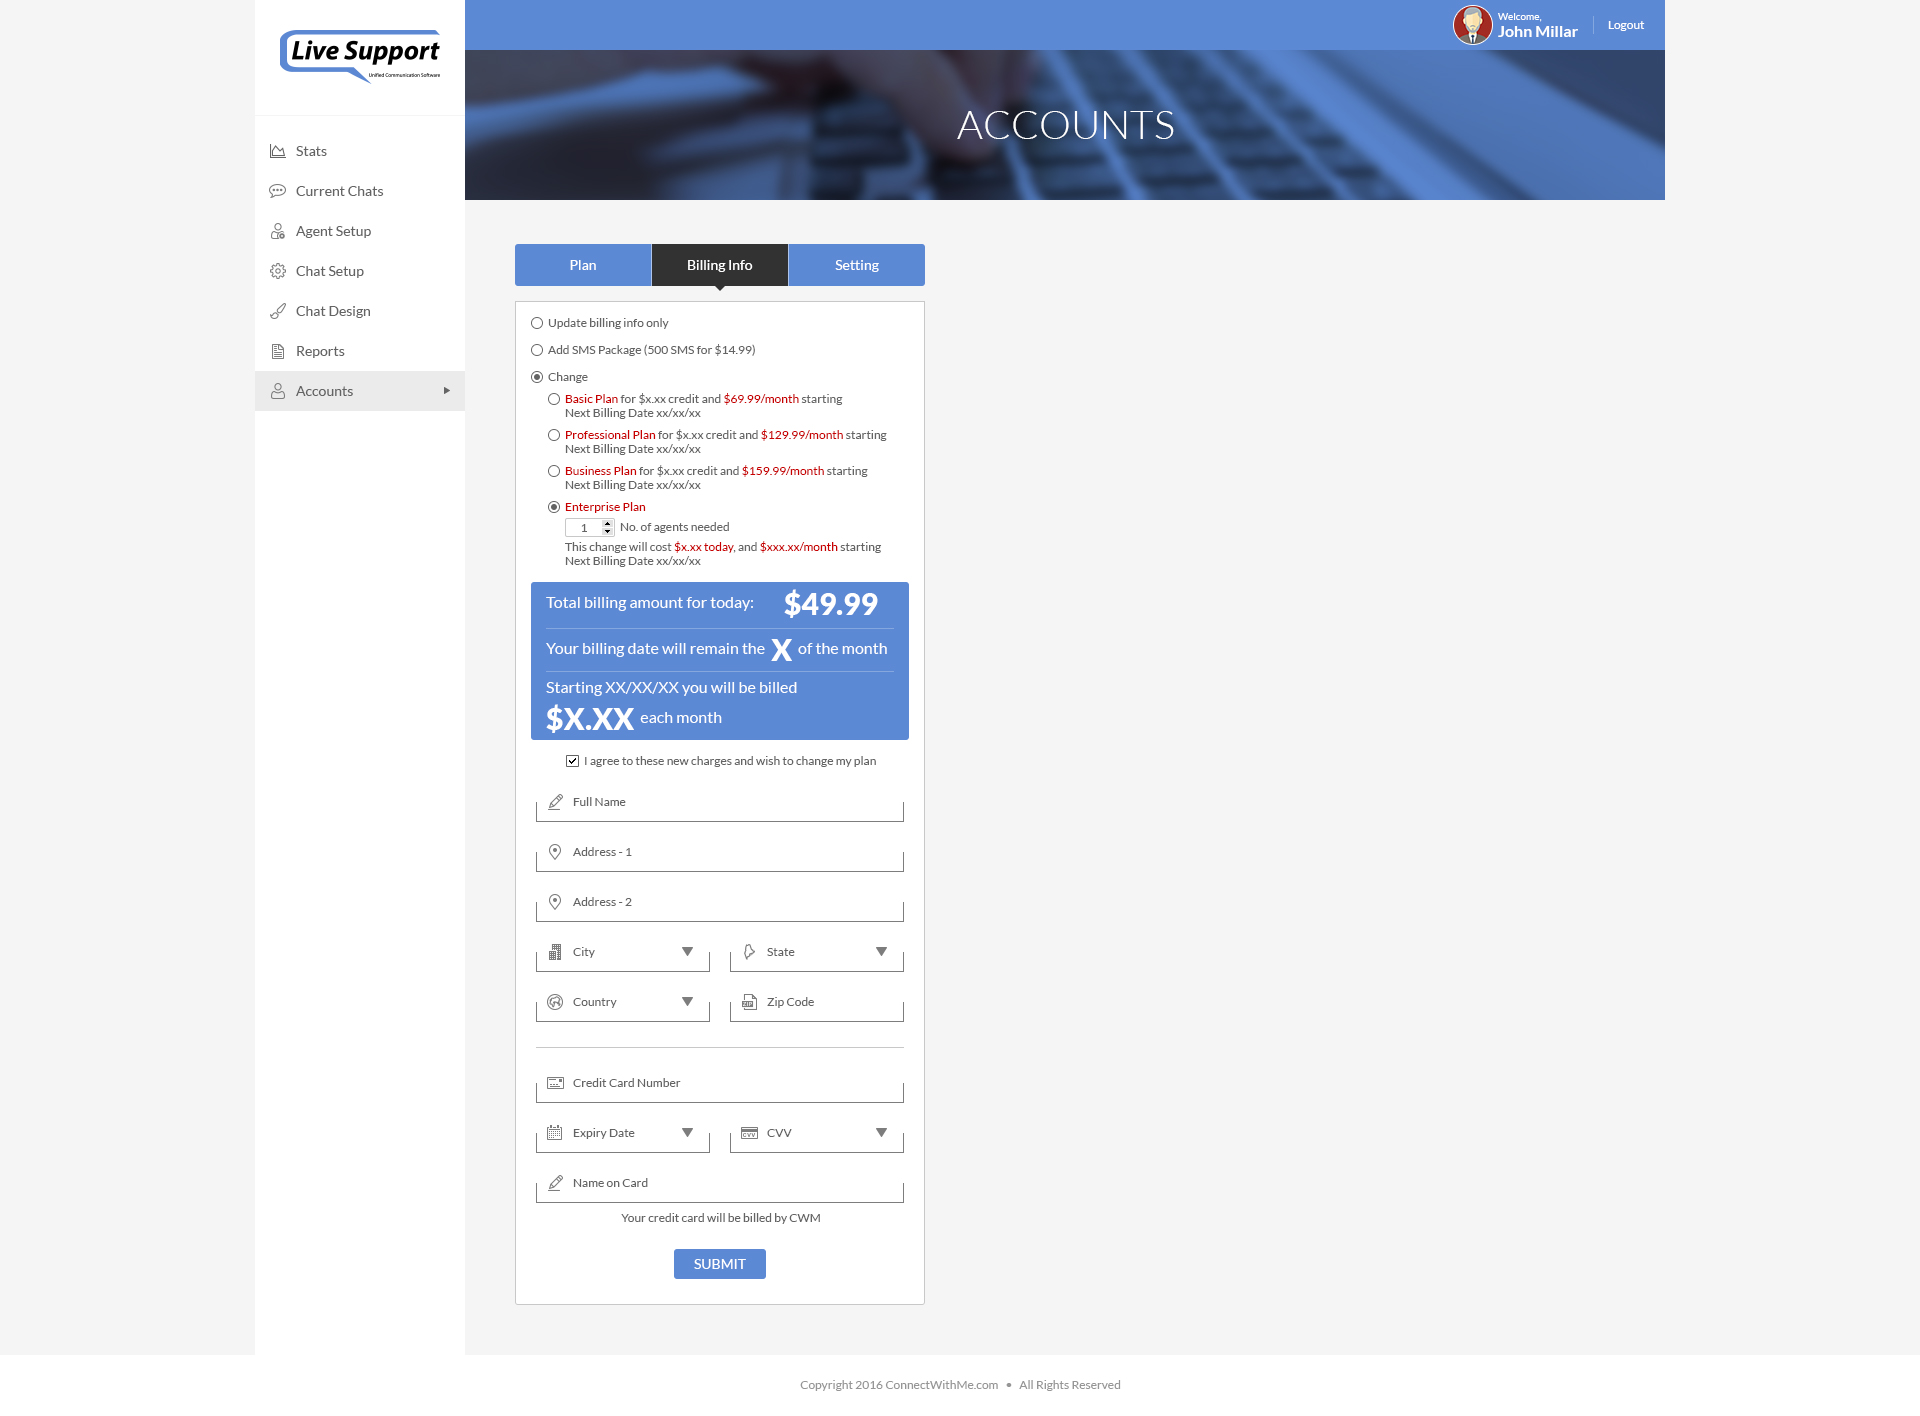 Live Support
Unified Communication Software
Welcome,
John Millar
Logout
ACCOUNTS
Stats
Current Chats
Agent Setup
Chat Setup
Chat Design
Reports
Accounts
Plan
Billing Info
Setting
Update billing info only
Add SMS Package (500 SMS for $14.99)
Change
Basic Plan for $x.xx credit and $69.99/month starting
Next Billing Date xx/xx/xx
Professional Plan for $x.xx credit and $129.99/month starting
Next Billing Date xx/xx/xx
Business Plan for $x.xx credit and $159.99/month starting
Next Billing Date xx/xx/xx
Enterprise Plan
1 No. of agents needed
This change will cost $x.xx today, and $xxx.xx/month starting
Next Billing Date xx/xx/xx
Total billing amount for today: $49.99
Your billing date will remain the X of the month
Starting XX/XX/XX you will be billed
$X.XX each month
I agree to these new charges and wish to change my plan
Full Name
Address - 1
Address - 2
City
State
Country
ZIP
Zip Code
Credit Card Number
Expiry Date
CVV
CVV
Name on Card
Your credit card will be billed by CWM
SUBMIT
Copyright 2016 ConnectWithMe.com • All Rights Reserved